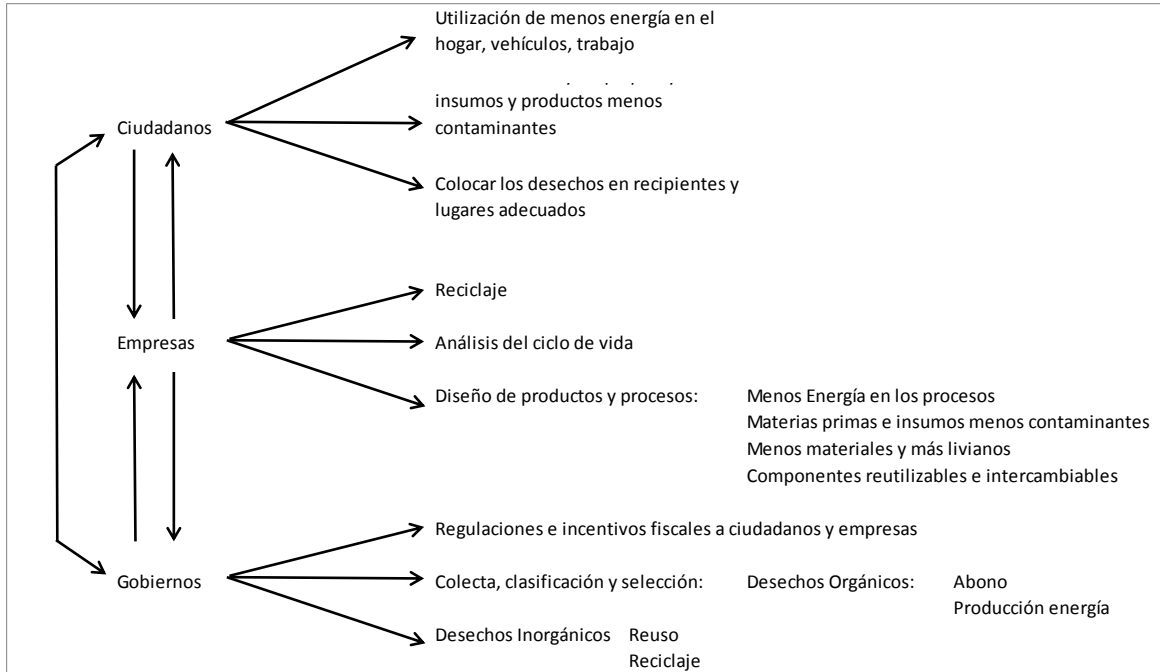 Utilización de menos energía en el
hogar, vehículos, trabajo
insumos y productos menos
contaminantes
Ciudadanos
Colocar los desechos en recipientes y
lugares adecuados
Reciclaje
Empresas
Análisis del ciclo de vida
Diseño de productos y procesos: Menos Energía en los procesos
Materias primas e insumos menos contaminantes
Menos materiales y más livianos
Componentes reutilizables e intercambiables
Regulaciones e incentivos fiscales a ciudadanos y empresas
Gobiernos
Colecta, clasificación y selección: Desechos Orgánicos: Abono
Producción energía
Desechos Inorgánicos Reuso
Reciclaje